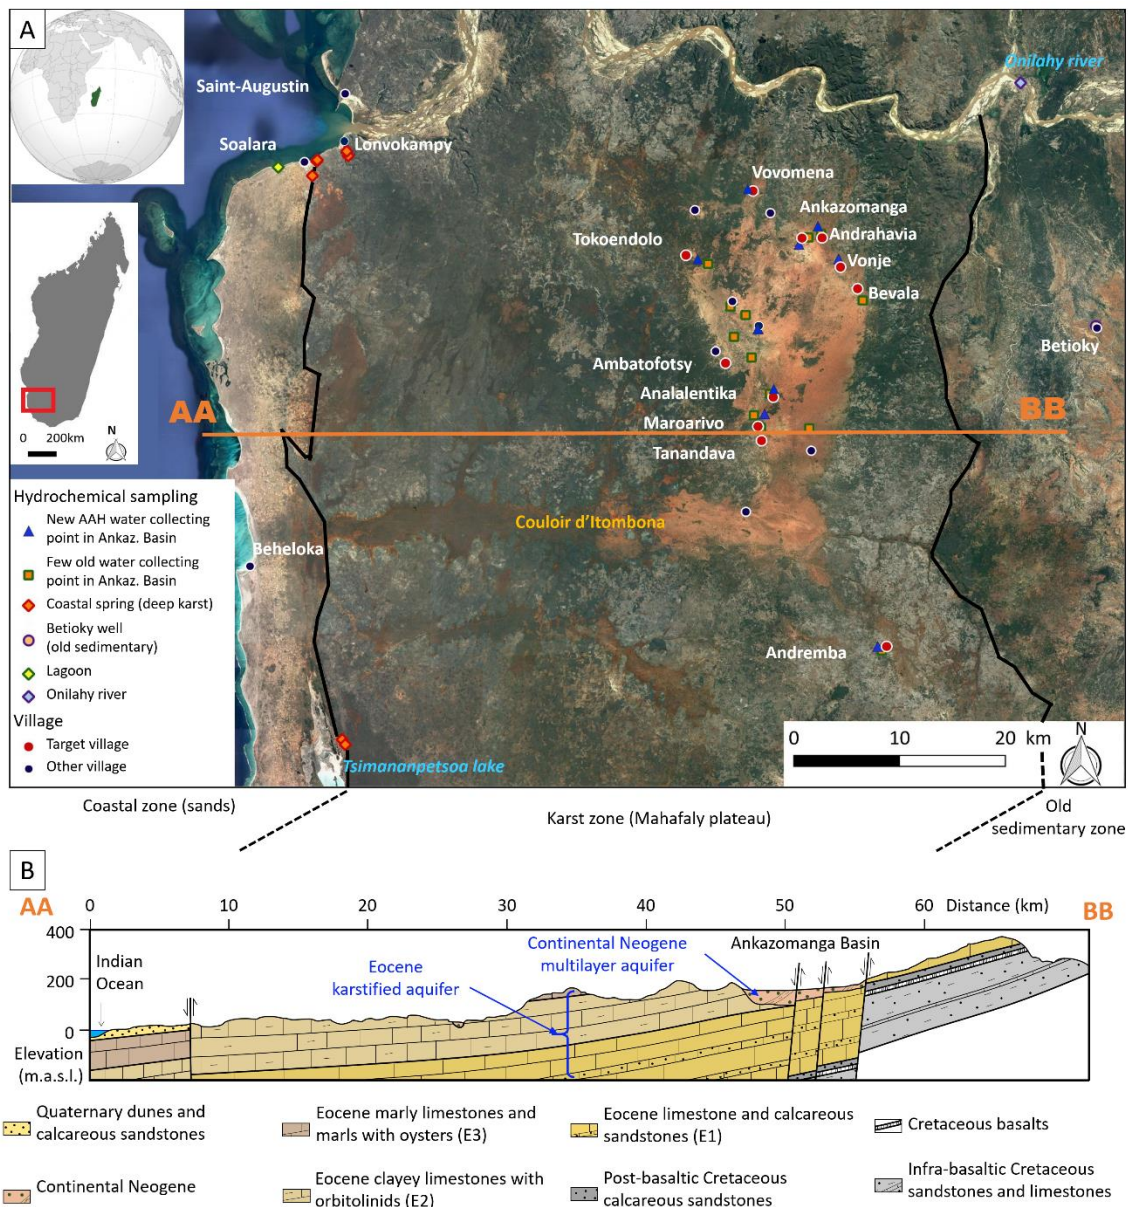 A
Onilahy river
Saint-Augustin
Soalara
Lonvokampy
Vovomena
Ankazomanga
Andrahavia
Tokoendolo
Vonje
Bevala
Betioky
Ambatofotsy
Analalentika
AA
BB
Maroarivo
Tanandava
N
0 200km
Couloir d'Itombona
Beheloka
Andremba
Tsimananpetsoa lake
Hydrochemical sampling
New AAH water collecting
point in Ankaz. Basin
Few old water collecting
point in Ankaz. Basin
Coastal spring (deep karst)
Betioky well
(old sedimentary)
Lagoon
Onilahy river
Village
Target village
Other village
0 10 20 km
N
Coastal zone (sands)
Karst zone (Mahafaly plateau)
Old
sedimentary zone
B
AA
BB
0 10 20 30 40 50 60 Distance (km)
400
200
0
Elevation
(m.a.s.l.)
Indian
Ocean
Eocene
karstified aquifer
Continental Neogene
multilayer aquifer
Ankazomanga Basin
Quaternary dunes and
calcareous sandstones
Eocene marly limestones and
marls with oysters (E3)
Eocene limestone and calcareous
sandstones (E1)
Cretaceous basalts
Continental Neogene
Eocene clayey limestones with
orbitolinids (E2)
Post-basaltic Cretaceous
calcareous sandstones
Infra-basaltic Cretaceous
sandstones and limestones